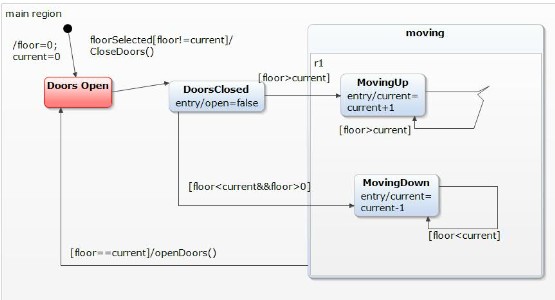 main region
/floor=0;
current=0
floorSelected[floor!=current]/
CloseDoors()
Doors Open
DoorsClosed
entry/open=false
[floor>current]
moving
r1
MovingUp
entry/current=
current+1
[floor>current]
[floor<current&&floor>0]
MovingDown
entry/current=
current-1
[floor<current]
[floor==current]/openDoors()